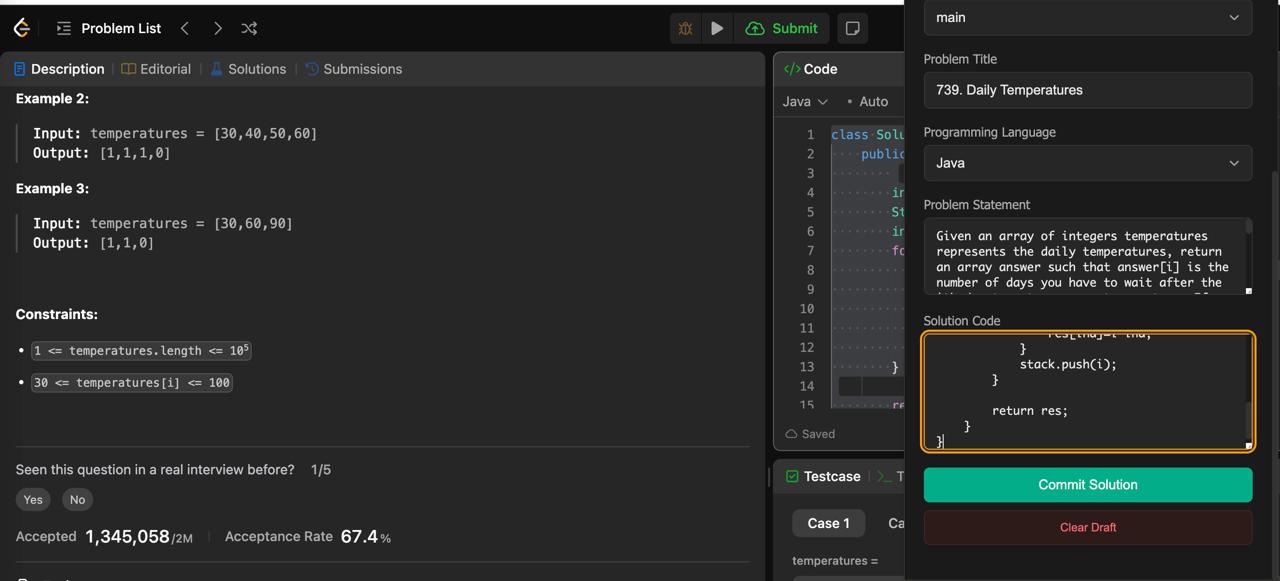 Problem List
Submit
Description
Editorial
Solutions
Submissions
Example 2:
Input: temperatures = [30,40,50,60]
Output: [1,1,1,0]
Example 3:
Input: temperatures = [30,60,90]
Output: [1,1,0]
Constraints:
• 1 <= temperatures.length <= 10⁵
• 30 <= temperatures[i] <= 100
Seen this question in a real interview before? 1/5
Yes No
Accepted 1,345,058/2M
Acceptance Rate 67.4%
</> Code
Java • Auto
1 class Solu
2 public
3
4 in
5 St
6 in
7 fo
8
9
10
11
12
13 }
14
15 re
Saved
Testcase
>_ T
Case 1 Ca
temperatures =
main
Problem Title
739. Daily Temperatures
Programming Language
Java
Problem Statement
Given an array of integers temperatures
represents the daily temperatures, return
an array answer such that answer[i] is the
number of days you have to wait after the
Solution Code
res[ind]=i-ind;
}
stack.push(i);
}
return res;
}
}
Commit Solution
Clear Draft